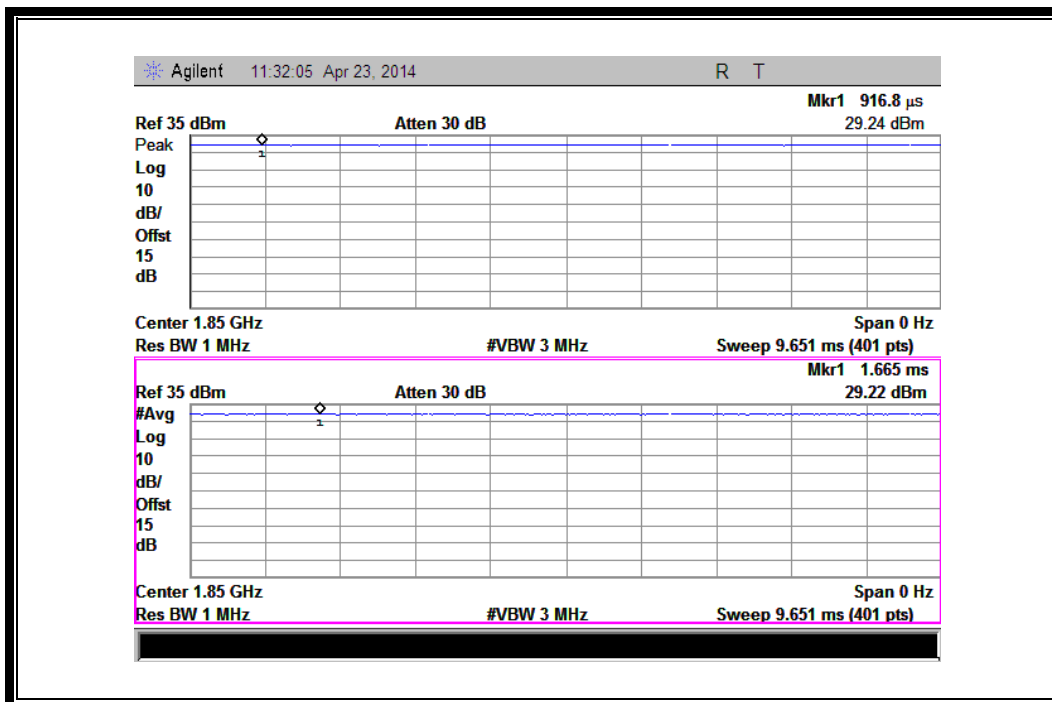 Agilent 11:32:05 Apr 23, 2014 R T
Mkr1 916.8 µs
Ref 35 dBm Atten 30 dB 29.24 dBm
Peak
1
Log
10
dB/
Offst
15
dB
Center 1.85 GHz Span 0 Hz
Res BW 1 MHz #VBW 3 MHz Sweep 9.651 ms (401 pts)
Mkr1 1.665 ms
Ref 35 dBm Atten 30 dB 29.22 dBm
#Avg
1
Log
10
dB/
Offst
15
dB
Center 1.85 GHz Span 0 Hz
Res BW 1 MHz #VBW 3 MHz Sweep 9.651 ms (401 pts)